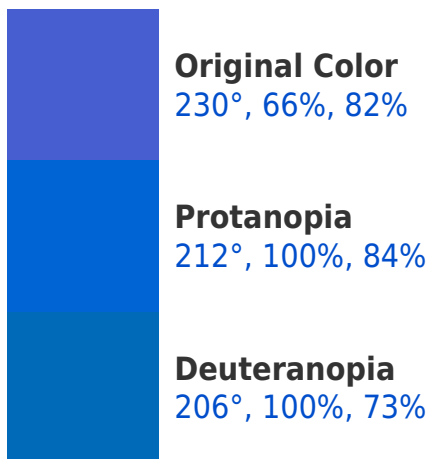 Original Color
230°, 66%, 82%
Protanopia
212°, 100%, 84%
Deuteranopia
206°, 100%, 73%